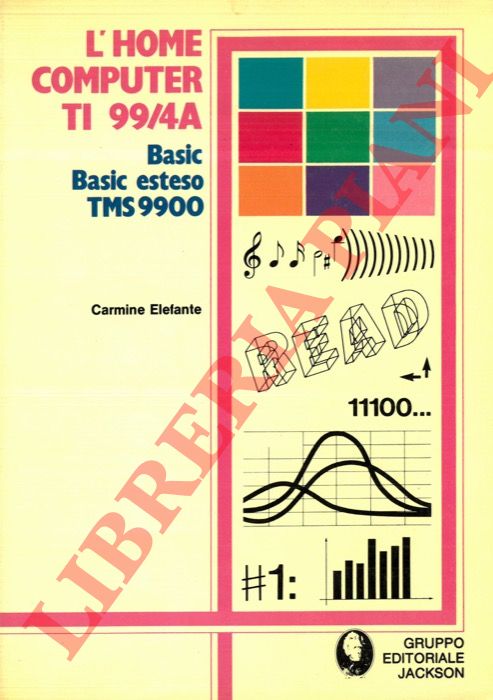 L'HOME
COMPUTER
TI 99/4A
Basic
Basic esteso
TMS 9900
Carmine Elefante
READ
11100...
#1:
GRUPPO
EDITORIALE
JACKSON
LIBRERIA PIANI